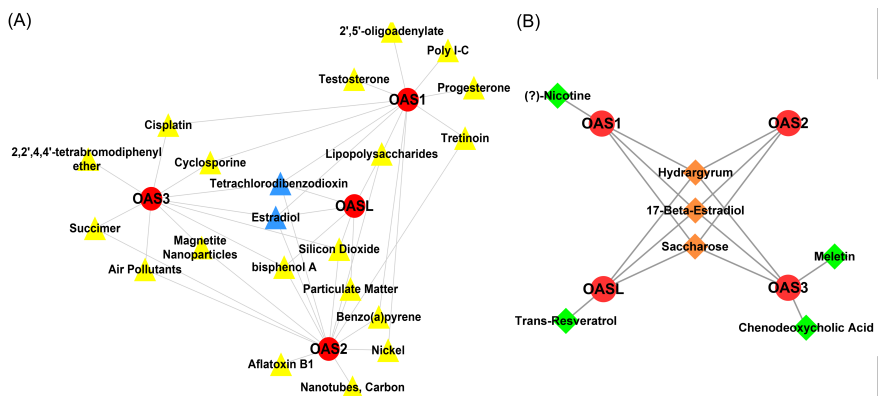 (A)
2',5'-oligoadenylate
Poly I-C
Testosterone
Progesterone
OAS1
Cisplatin
Tretinoin
2,2',4,4'-tetrabromodiphenyl
ether
Cyclosporine
Lipopolysaccharides
Tetrachlorodibenzodioxin
OAS3
OASL
Estradiol
Succimer
Magnetite
Nanoparticles
Silicon Dioxide
Air Pollutants
bisphenol A
Particulate Matter
Benzo(a)pyrene
OAS2
Nickel
Aflatoxin B1
Nanotubes, Carbon
(B)
(?)-Nicotine
OAS1
OAS2
Hydrargyrum
17-Beta-Estradiol
Saccharose
Meletin
OASL
OAS3
Trans-Resveratrol
Chenodeoxycholic Acid